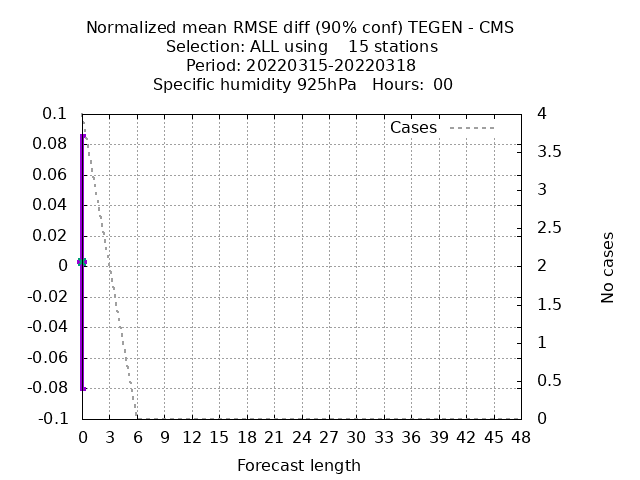 Normalized mean RMSE diff (90% conf) TEGEN - CMS
Selection: ALL using    15 stations
Period: 20220315-20220318
Specific humidity 925hPa   Hours:  00
Cases
0.1
0.08
0.06
0.04
0.02
0
-0.02
-0.04
-0.06
-0.08
-0.1
4
3.5
3
2.5
2
1.5
1
0.5
0
No cases
0 3 6 9 12 15 18 21 24 27 30 33 36 39 42 45 48
Forecast length